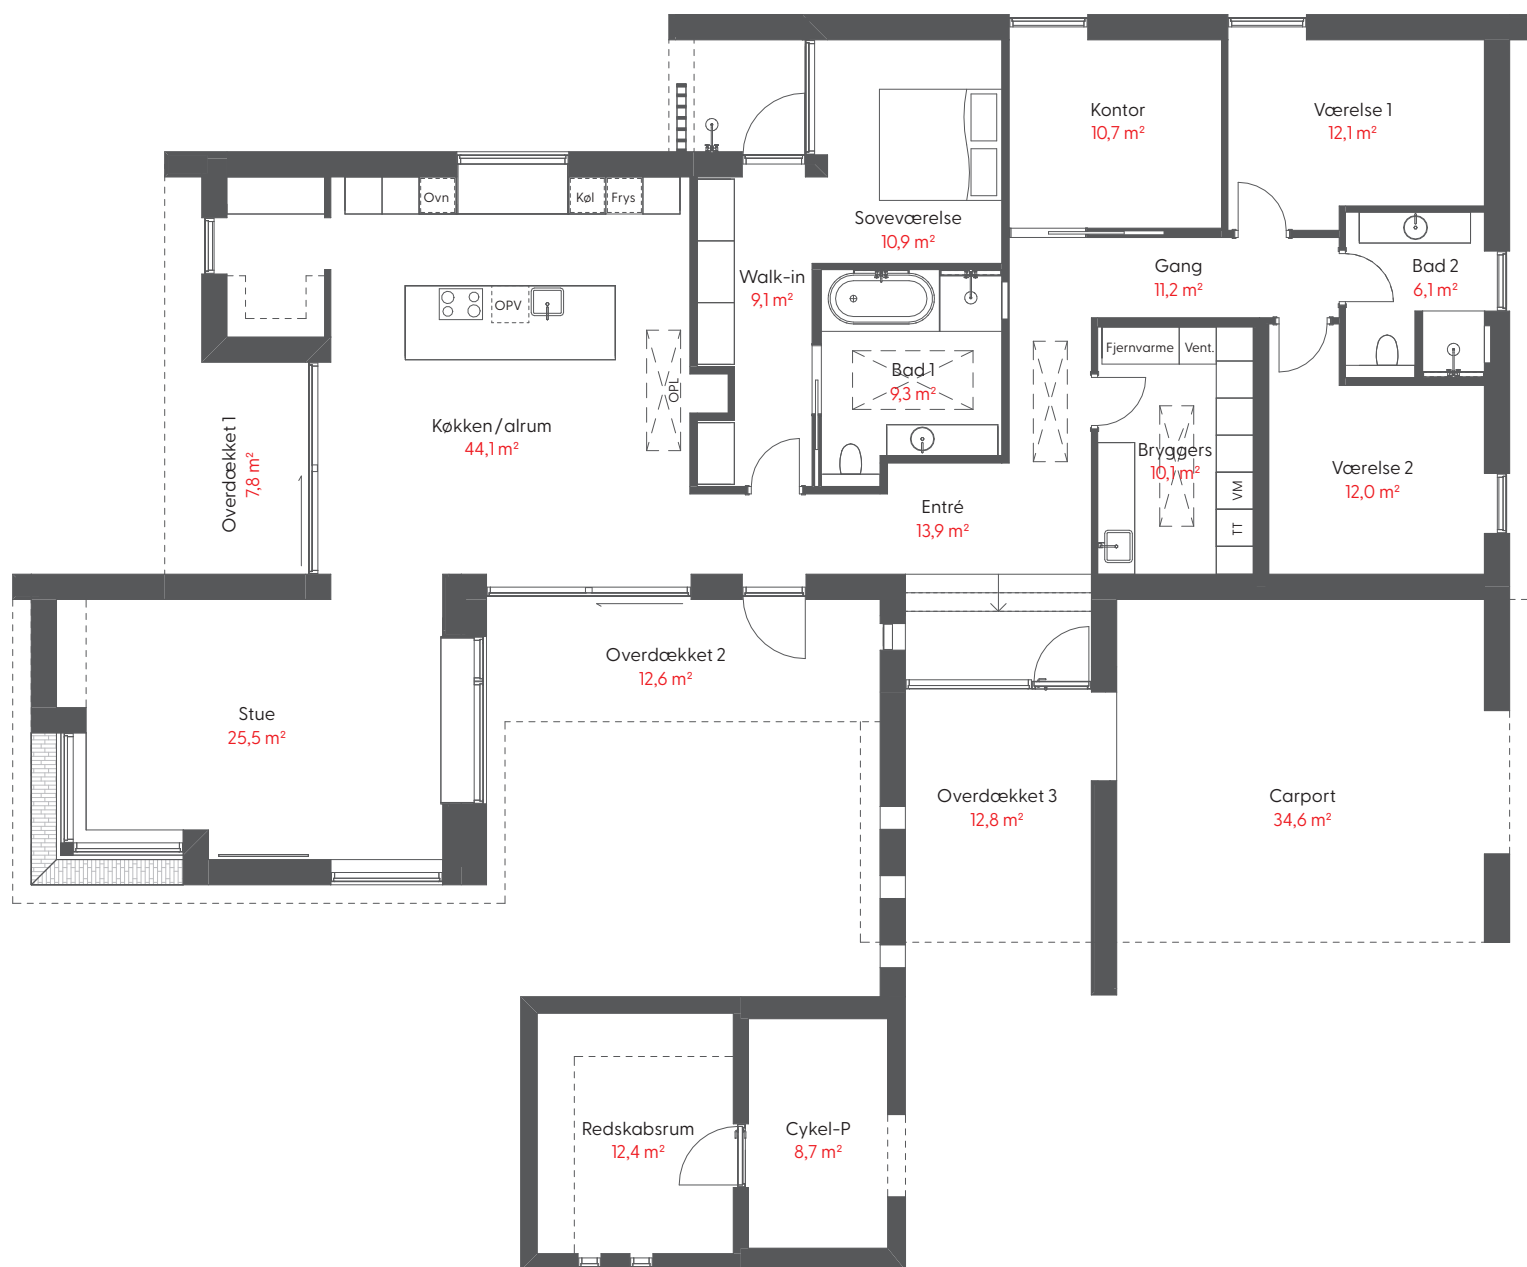 Kontor
10,7 m²
Værelse 1
12,1 m²
Ovn
Køl
Frys
Soveværelse
10,9 m²
Walk-in
9,1 m²
Gang
11,2 m²
Bad 2
6,1 m²
OPV
Fjernvarme
Vent.
Bad 1
9,3 m²
OPL
Køkken/alrum
44,1 m²
Overdækket 1
7,8 m²
Bryggers
10,1 m²
VM
TT
Værelse 2
12,0 m²
Entré
13,9 m²
Overdækket 2
12,6 m²
Stue
25,5 m²
Overdækket 3
12,8 m²
Carport
34,6 m²
Redskabsrum
12,4 m²
Cykel-P
8,7 m²